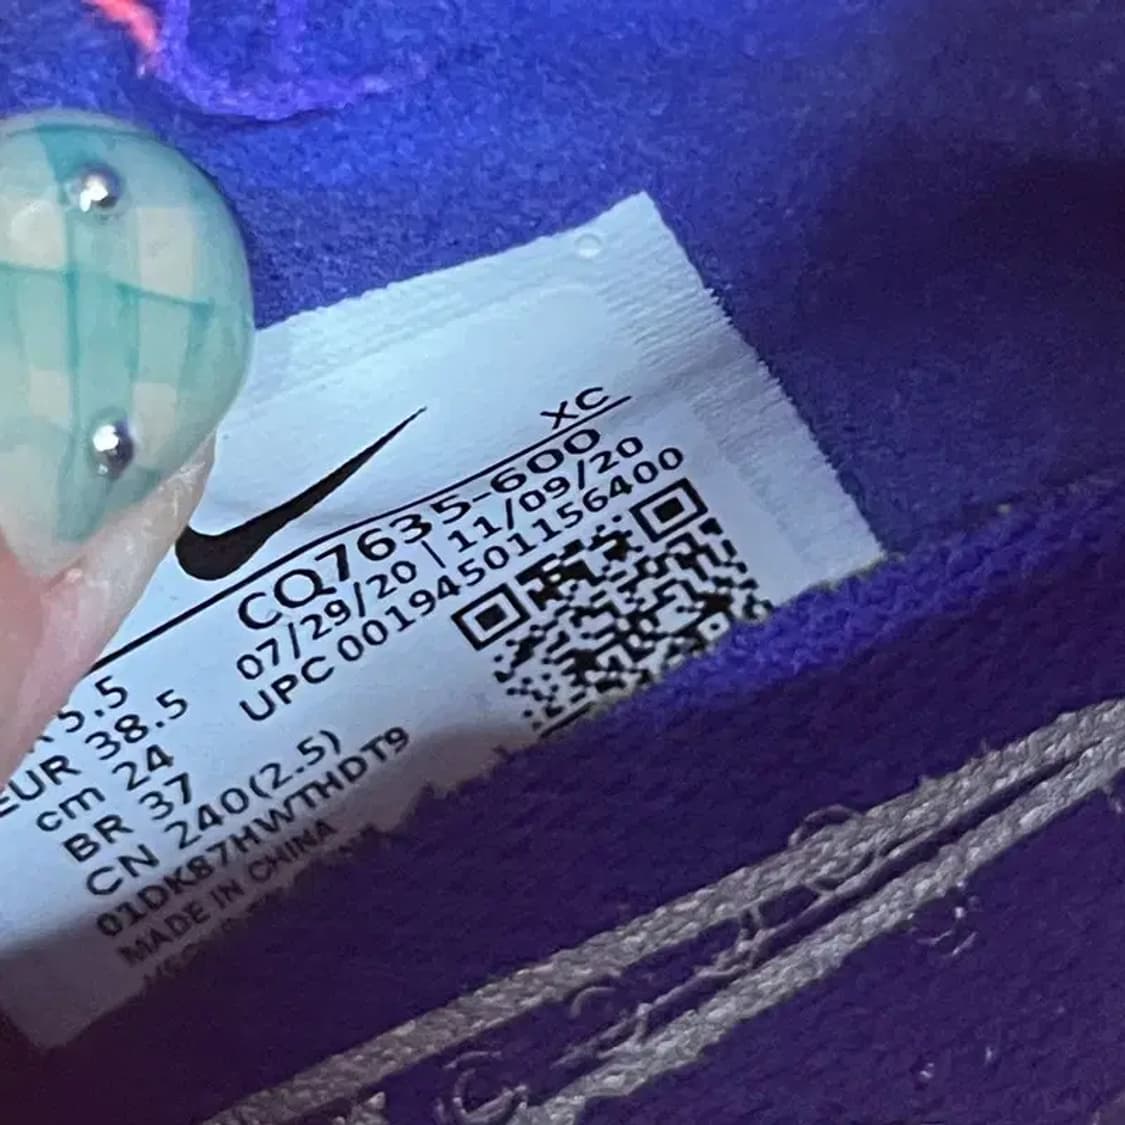 XC
CQ7635-600
07/29/20 | 11/09/20
UPC 00194501156400
5.5
EUR 38.5
cm 24
BR 37
CN 240(2.5)
01DK87HWTHDT9
MADE IN CHINA